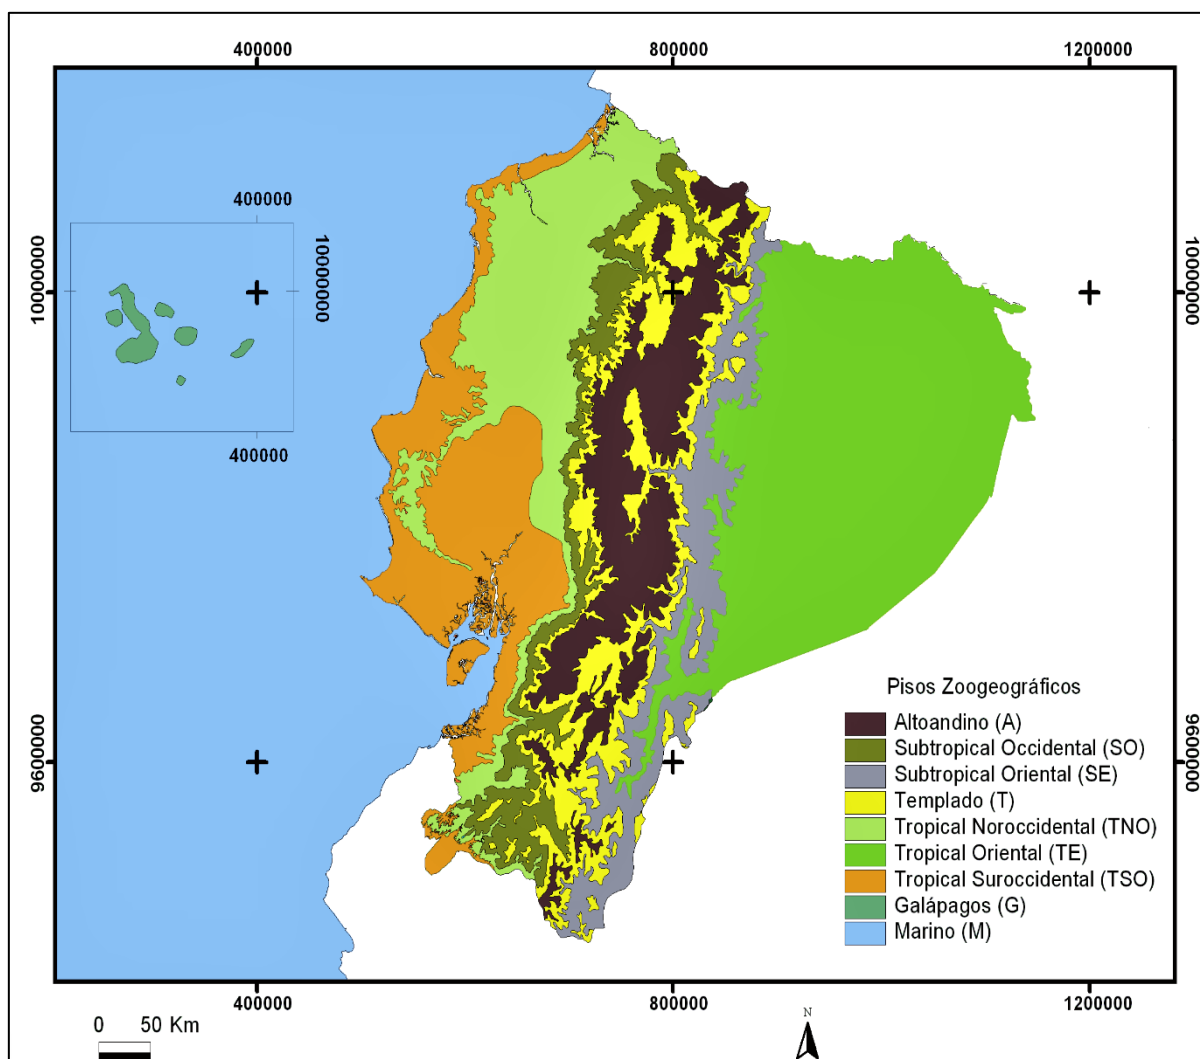 400000 800000 1200000
400000
10000000
10000000
10000000
400000
Pisos Zoogeográficos
Altoandino (A)
Subtropical Occidental (SO)
Subtropical Oriental (SE)
Templado (T)
Tropical Noroccidental (TNO)
Tropical Oriental (TE)
Tropical Suroccidental (TSO)
Galápagos (G)
Marino (M)
9600000
9600000
400000 800000 1200000
0 50 Km
N